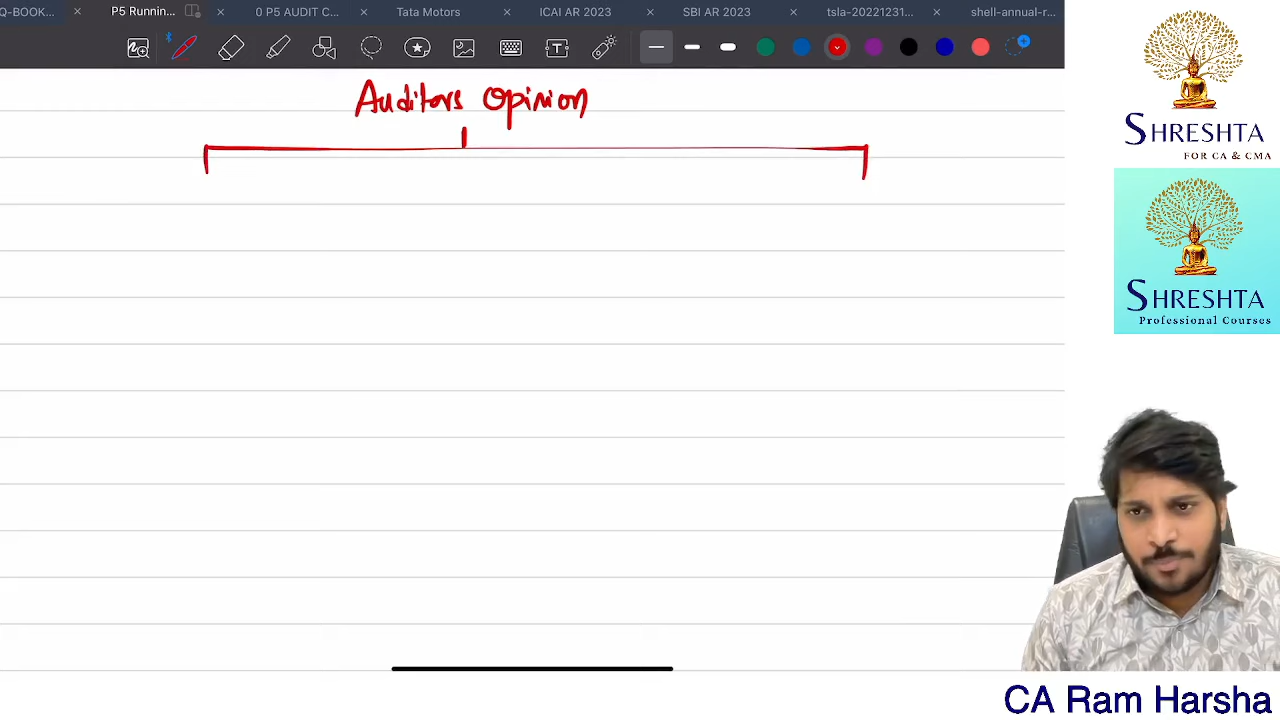 Q-BOOK... P5 Runnin... 0 P5 AUDIT C... Tata Motors ICAI AR 2023 SBI AR 2023 tsla-20221231... shell-annual-r...
Auditors Opinion
SHRESHTA
FOR CA & CMA
SHRESHTA
Professional Courses
CA Ram Harsha